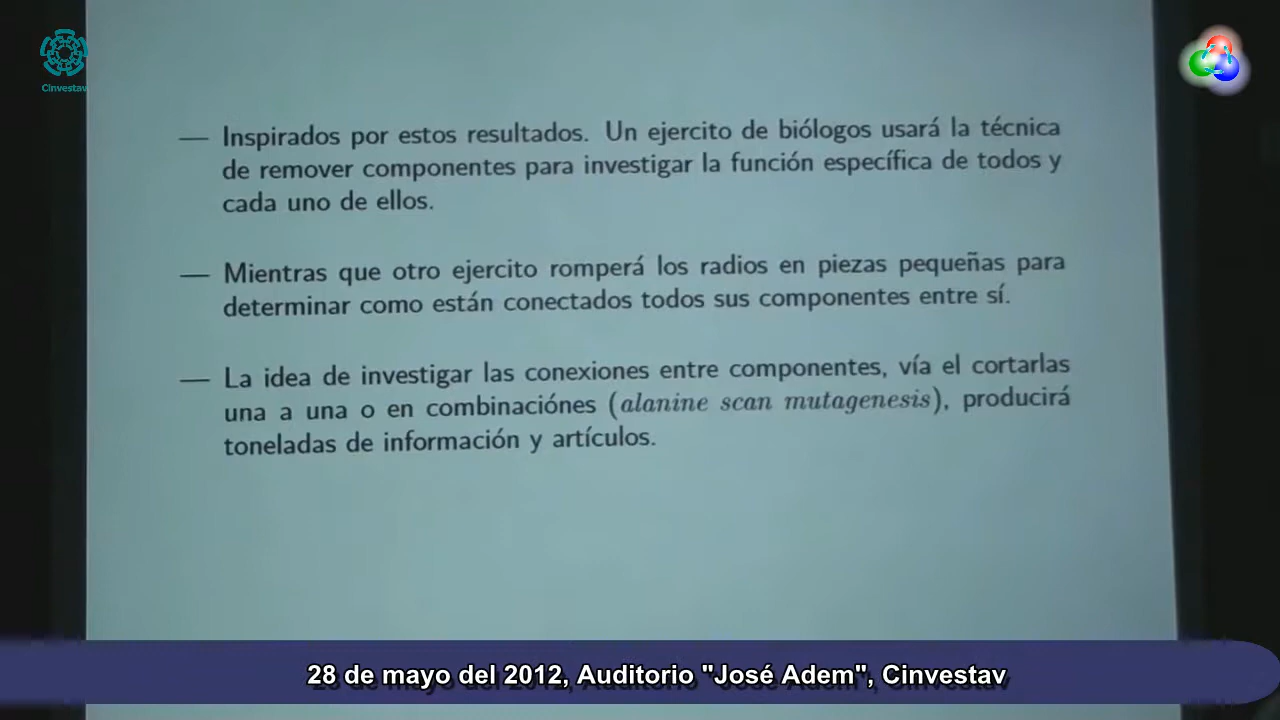 Cinvestav
— Inspirados por estos resultados. Un ejercito de biólogos usará la técnica
de remover componentes para investigar la función específica de todos y
cada uno de ellos.
— Mientras que otro ejercito romperá los radios en piezas pequeñas para
determinar como están conectados todos sus componentes entre sí.
— La idea de investigar las conexiones entre componentes, vía el cortarlas
una a una o en combinaciónes (alanine scan mutagenesis), producirá
toneladas de información y artículos.
28 de mayo del 2012, Auditorio "José Adem", Cinvestav